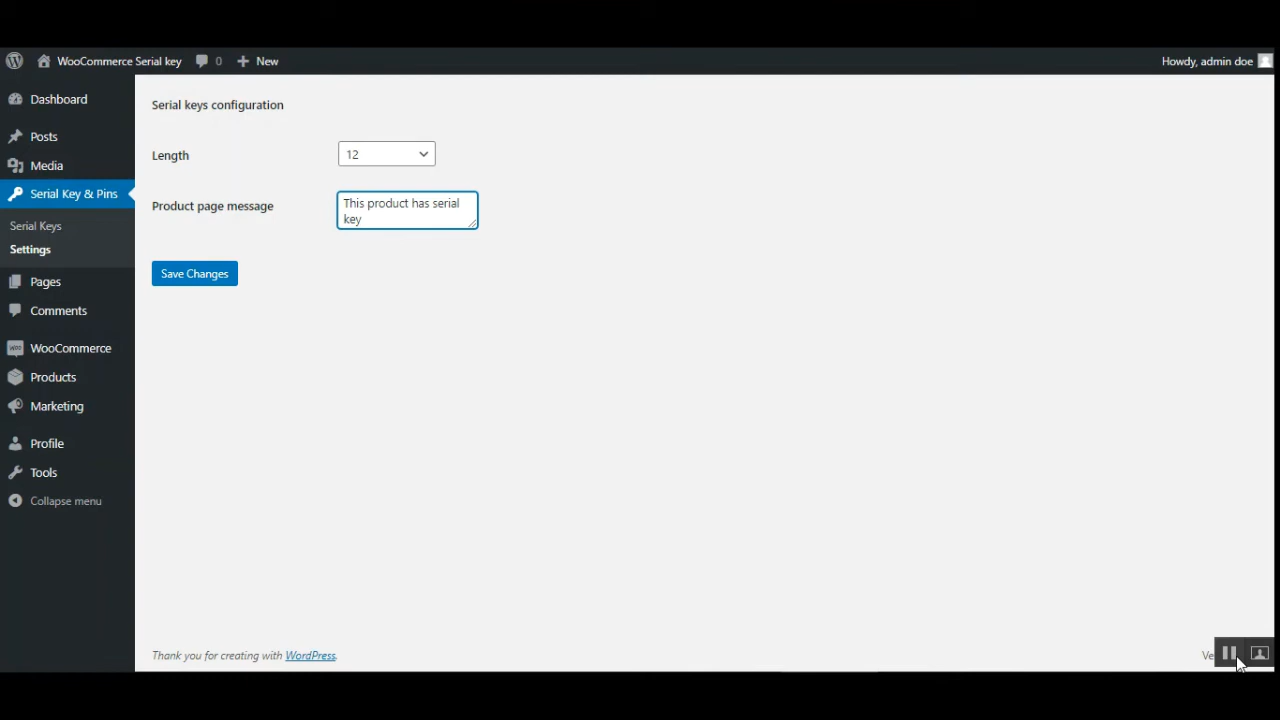 WooCommerce Serial key
0
New
Howdy, admin doe
Dashboard
Posts
Media
Serial Key & Pins
Serial Keys
Settings
Pages
Comments
WooCommerce
Products
Marketing
Profile
Tools
Collapse menu
Serial keys configuration
Length
12
Product page message
This product has serial
key
Save Changes
Thank you for creating with WordPress.